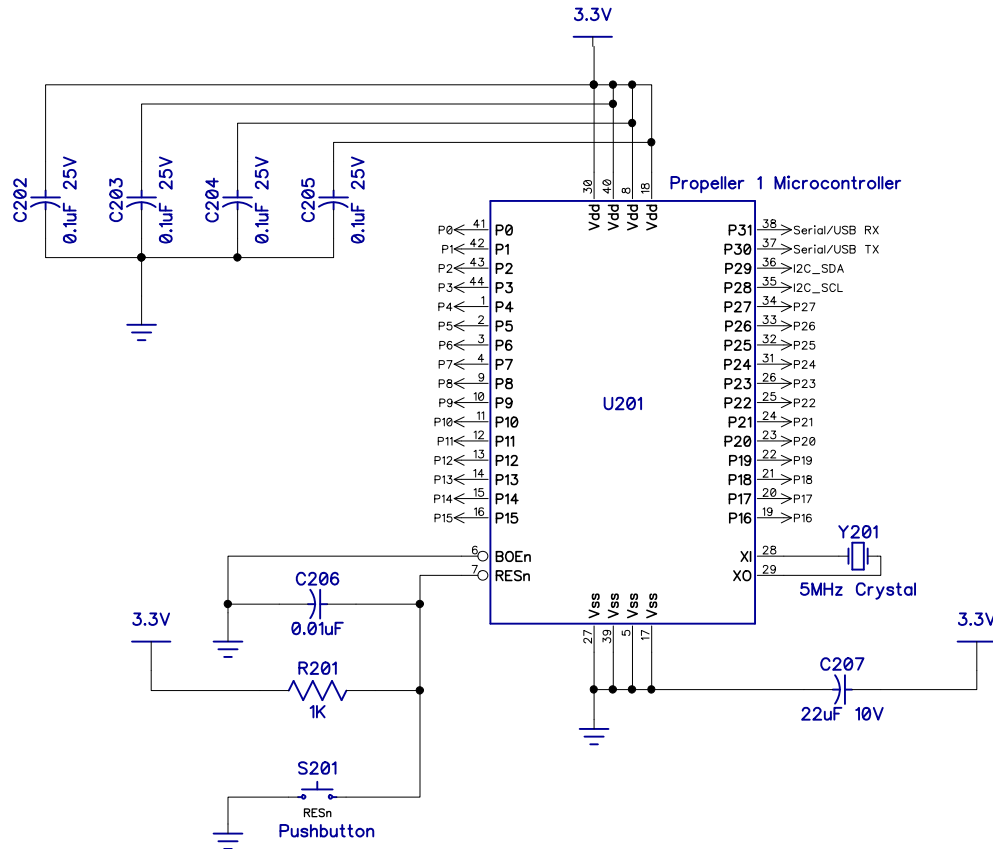 3.3V
C202
0.1uF 25V
C203
0.1uF 25V
C204
0.1uF 25V
C205
0.1uF 25V
30
40
8
18
Propeller 1 Microcontroller
Vdd
Vdd
Vdd
Vdd
P0 41 P0
P1 42 P1
P2 43 P2
P3 44 P3
P4 1 P4
P5 2 P5
P6 3 P6
P7 4 P7
P8 9 P8
P9 10 P9
P10 11 P10
P11 12 P11
P12 13 P12
P13 14 P13
P14 15 P14
P15 16 P15
6 BOEn
7 RESn
U201
P31 38 Serial/USB RX
P30 37 Serial/USB TX
P29 36 I2C_SDA
P28 35 I2C_SCL
P27 34 P27
P26 33 P26
P25 32 P25
P24 31 P24
P23 26 P23
P22 25 P22
P21 24 P21
P20 23 P20
P19 22 P19
P18 21 P18
P17 20 P17
P16 19 P16
XI 28
XO 29
Y201
5MHz Crystal
Vss
Vss
Vss
Vss
27
39
5
17
C206
0.01uF
3.3V
R201
1K
S201
RESn
Pushbutton
3.3V
C207
22uF 10V